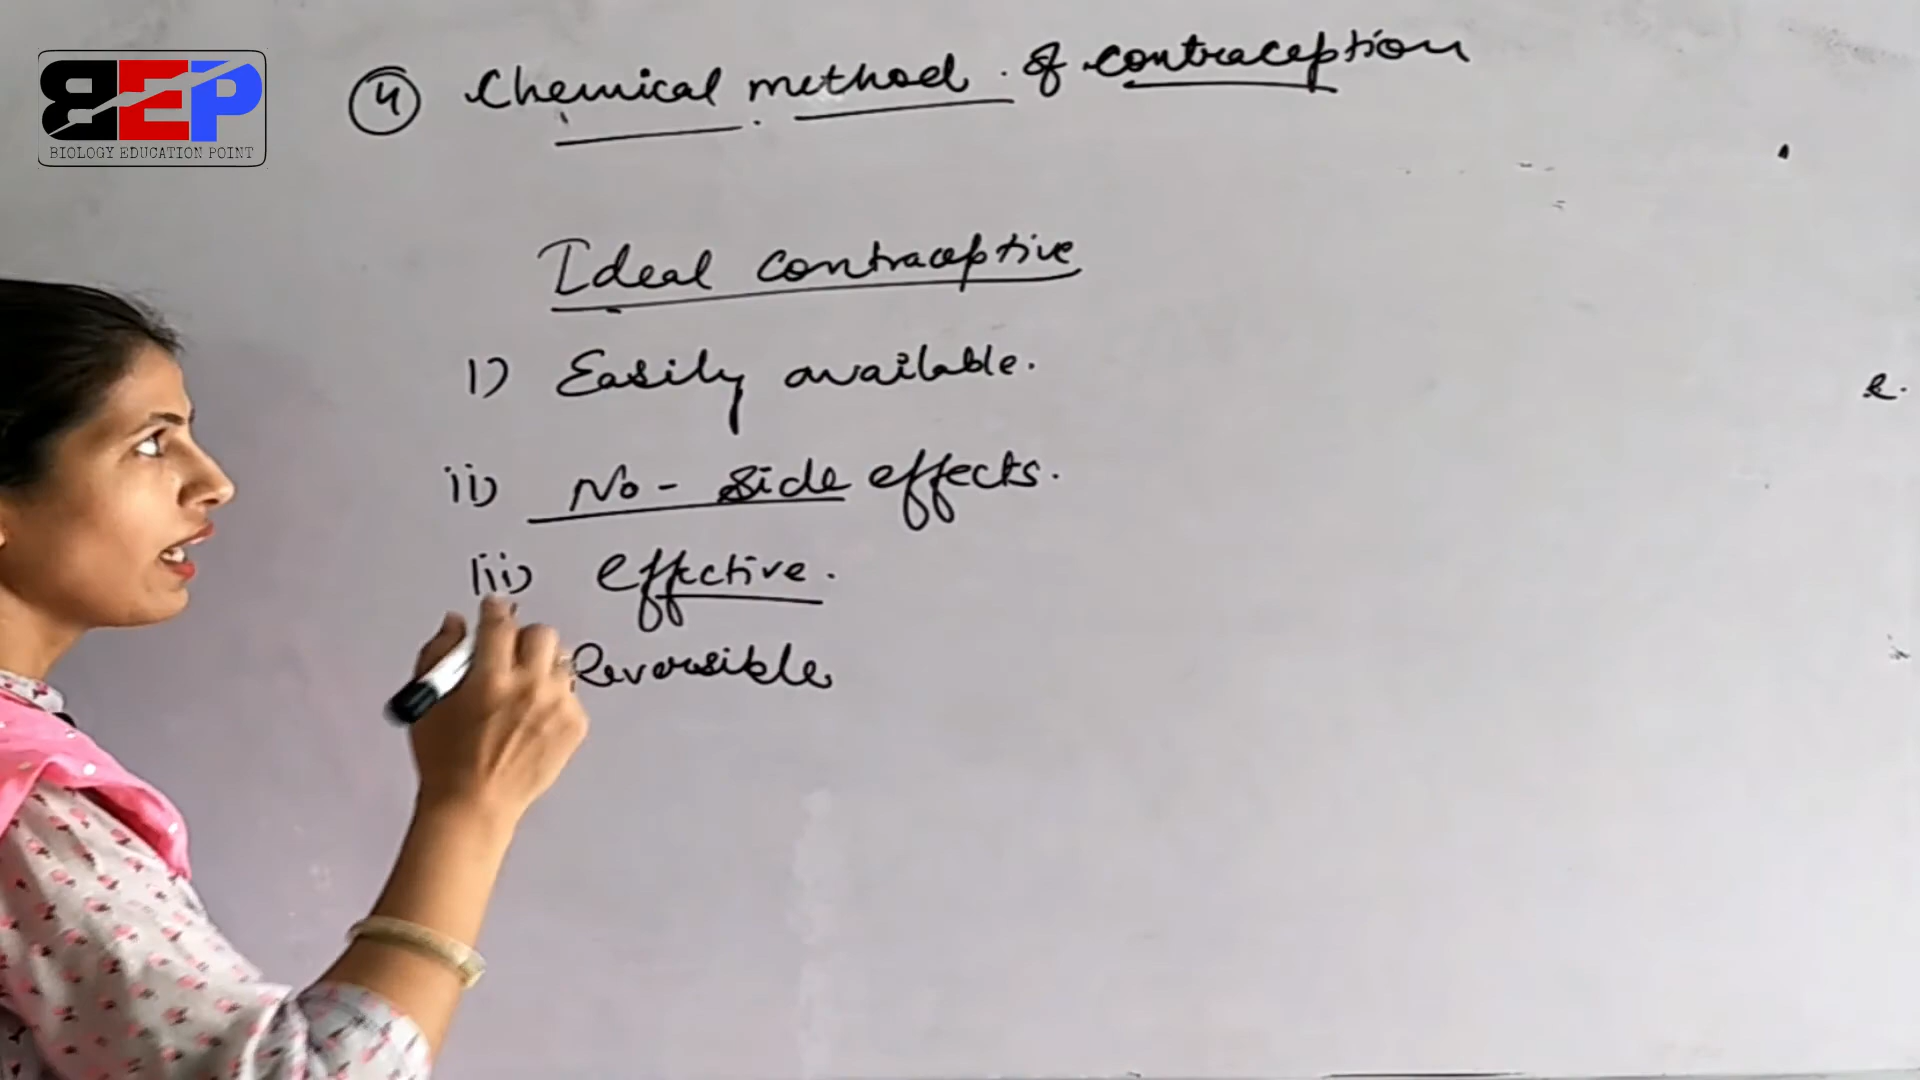 BEP
BIOLOGY EDUCATION POINT
4 Chemical method of contraception
Ideal contraceptive
i) Easily available.
ii) No - side effects.
iii) effective.
Reversible
e.